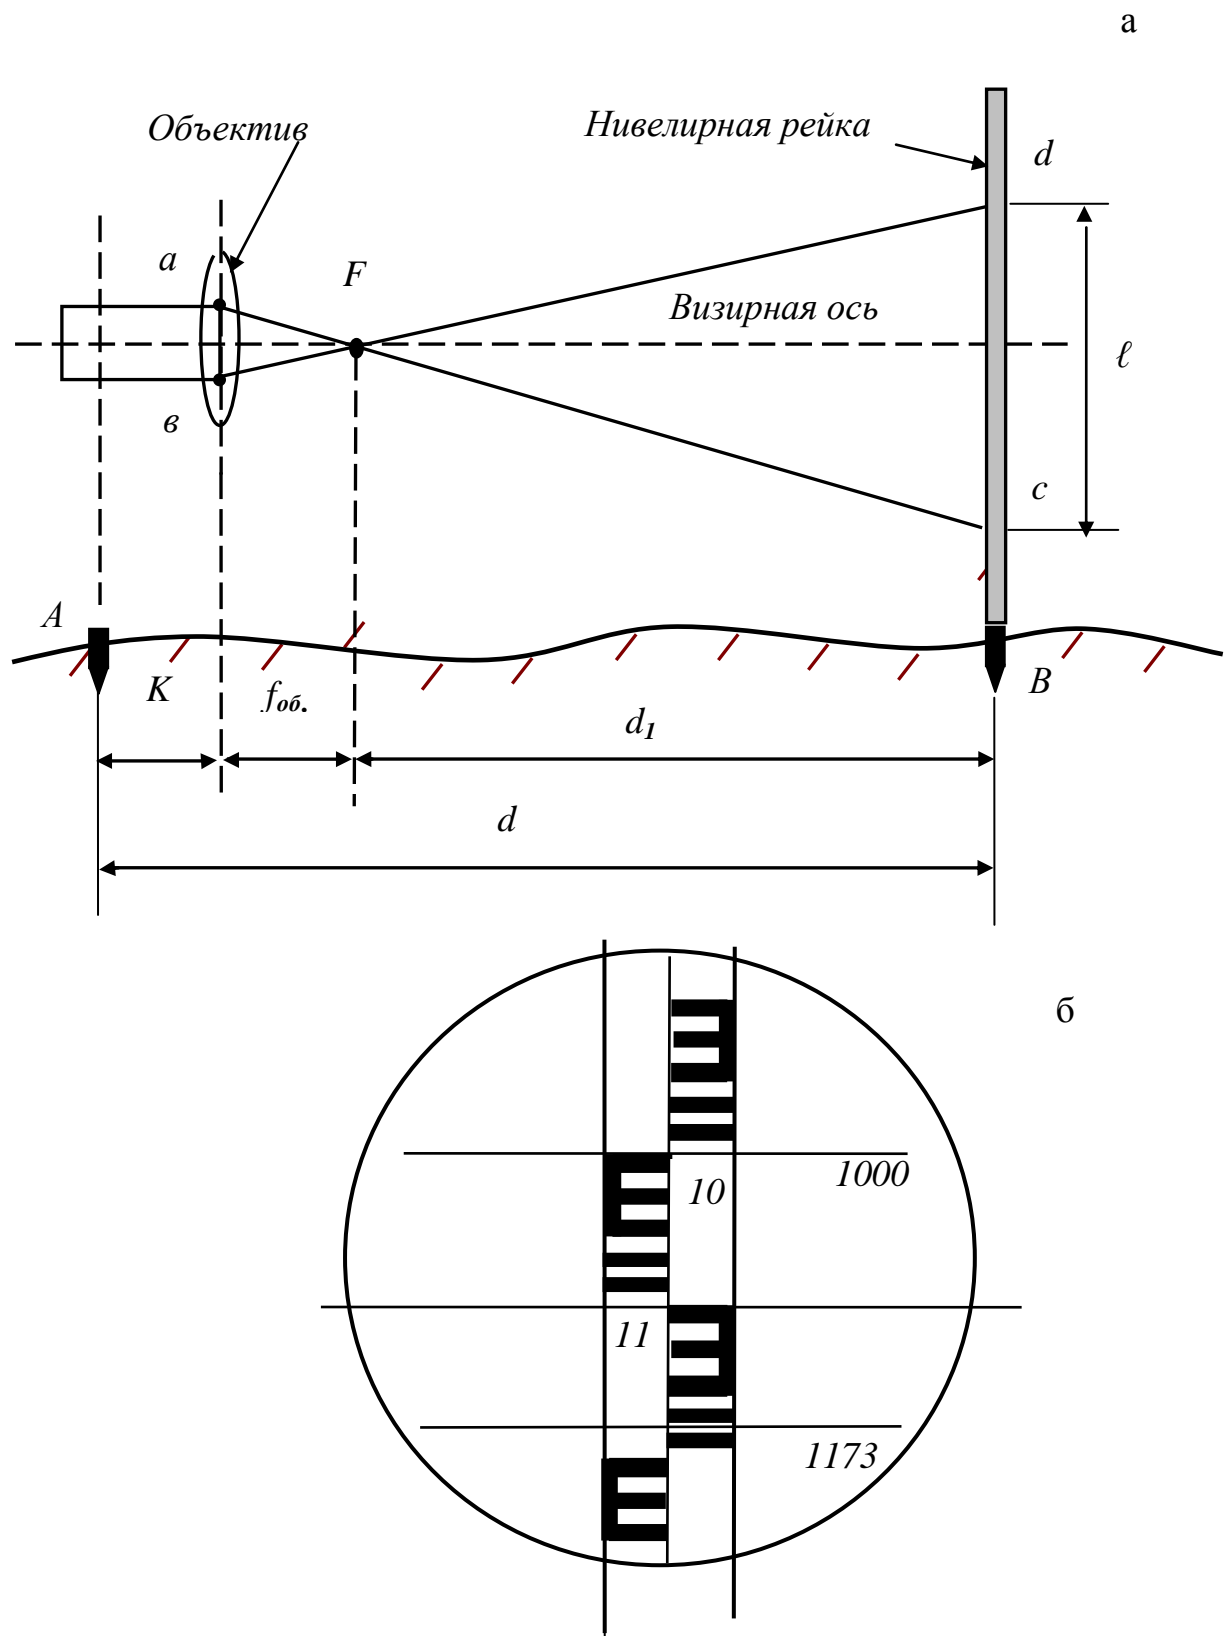 а
Объектив
Нивелирная рейка
d
a
F
Визирная ось
ℓ
в
c
A
K
fоб.
B
d1
d
б
10
1000
11
1173